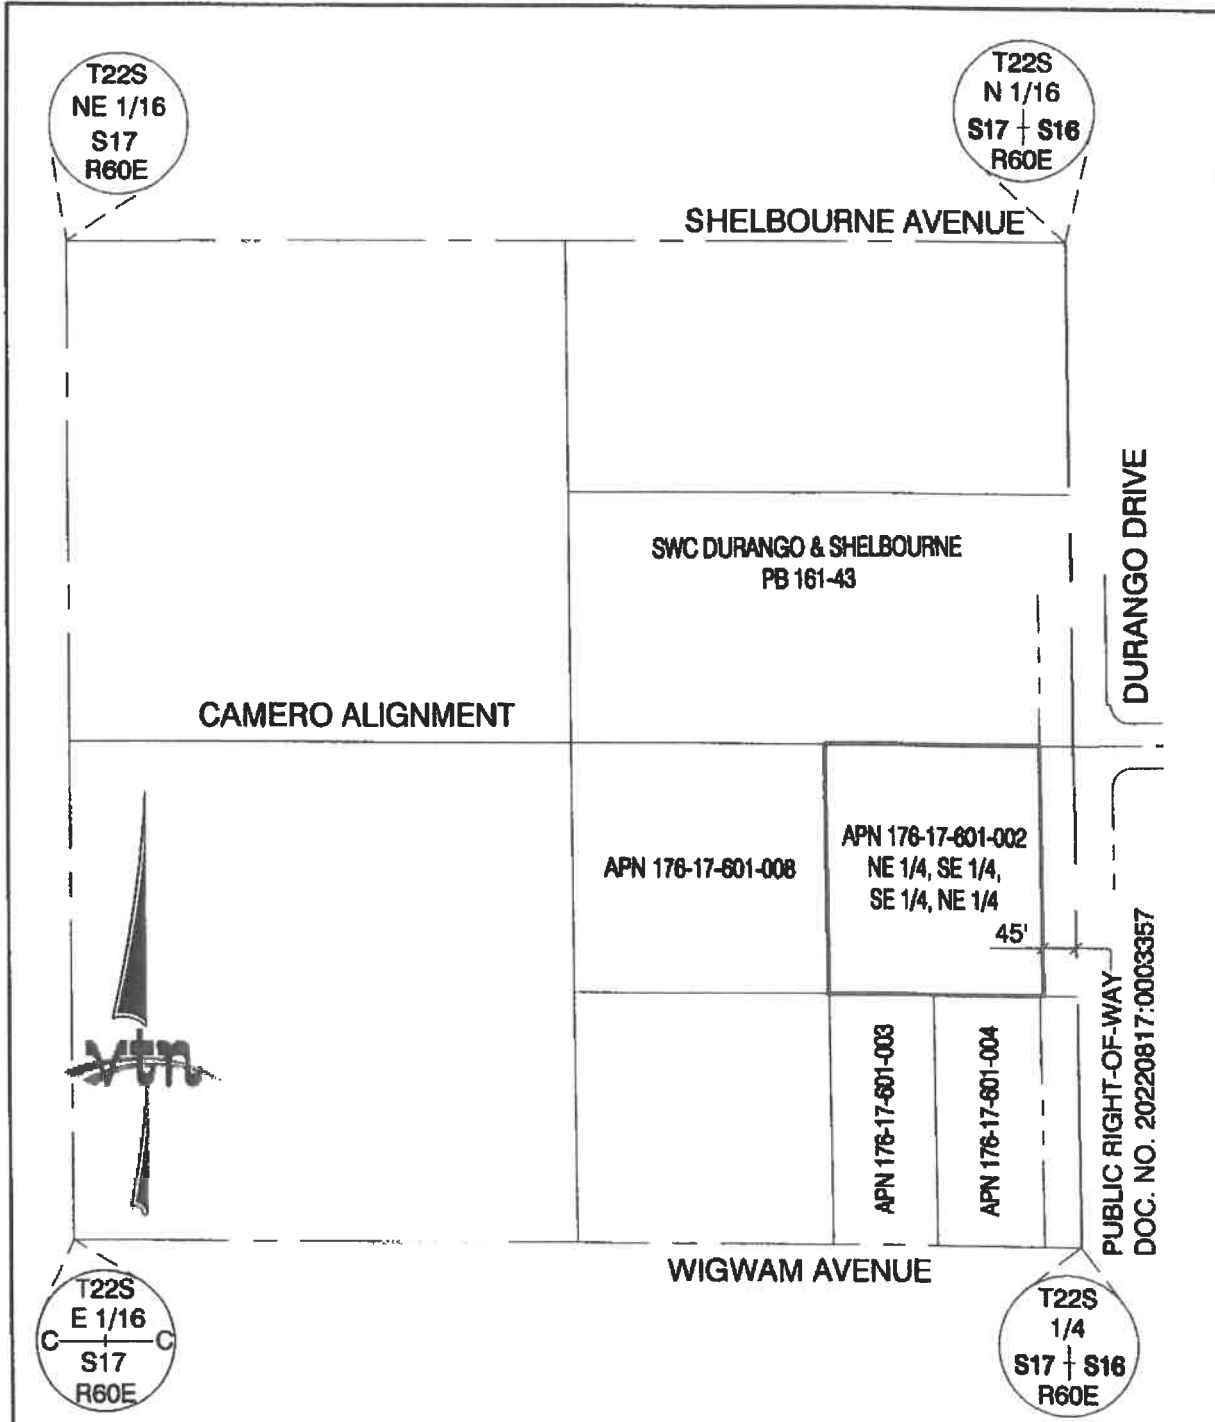 T22S
NE 1/16
S17
R60E
T22S
N 1/16
S17 S16
R60E
SHELBOURNE AVENUE
SWC DURANGO & SHELBOURNE
PB 161-43
DURANGO DRIVE
CAMERO ALIGNMENT
APN 176-17-601-008
APN 176-17-601-002
NE 1/4, SE 1/4,
SE 1/4, NE 1/4
45'
vtn
APN 176-17-601-003
APN 176-17-601-004
PUBLIC RIGHT-OF-WAY
DOC. NO. 20220817:0003357
WIGWAM AVENUE
T22S
E 1/16
C C
S17
R60E
T22S
1/4
S17 S16
R60E